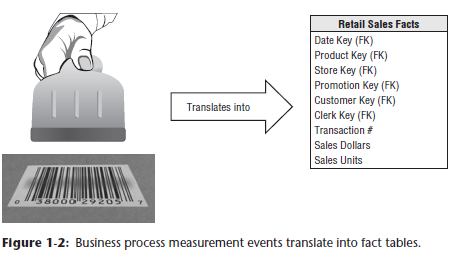 Retail Sales Facts
Date Key (FK)
Product Key (FK)
Store Key (FK)
Promotion Key (FK)
Customer Key (FK)
Clerk Key (FK)
Transaction #
Sales Dollars
Sales Units
Translates into
0 38000 29205 7
Figure 1-2: Business process measurement events translate into fact tables.